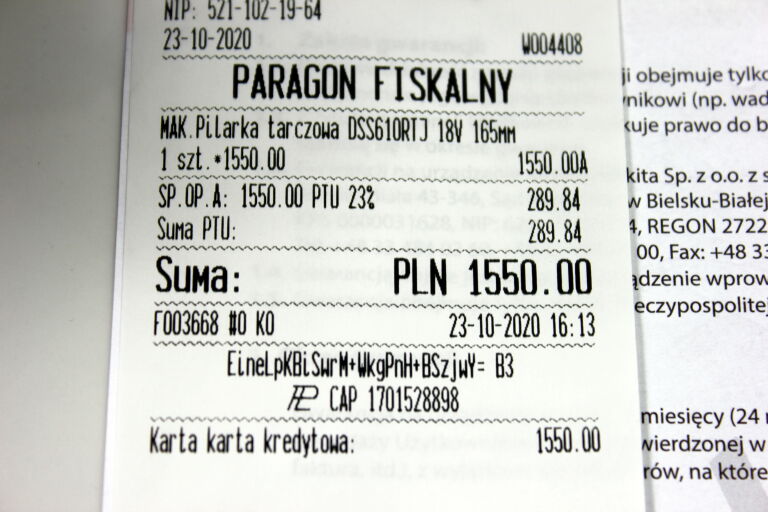 NIP: 521-102-19-64
23-10-2020 W004408
PARAGON FISKALNY
MAK.Pilarka tarczowa DSS610RTJ 18V 165MM
1 szt.*1550.00 1550.00A
SP.OP.A: 1550.00 PTU 23% 289.84
Suma PTU: 289.84
Suma: PLN 1550.00
F003668 #0 K0 23-10-2020 16:13
EineLpKBiSwrM+WkgPnH+BSzjwY= B3
CAP 1701528898
Karta karta kredytowa: 1550.00
ji obejmuje tylko
nikowi (np. wad
kuje prawo do b
kita Sp. z o.o. z s
w Bielsku-Białej
4, REGON 2722
00, Fax: +48 33
ądzenie wprow
eczypospolitej
miesięcy (24
wierdzonej w
rów, na które